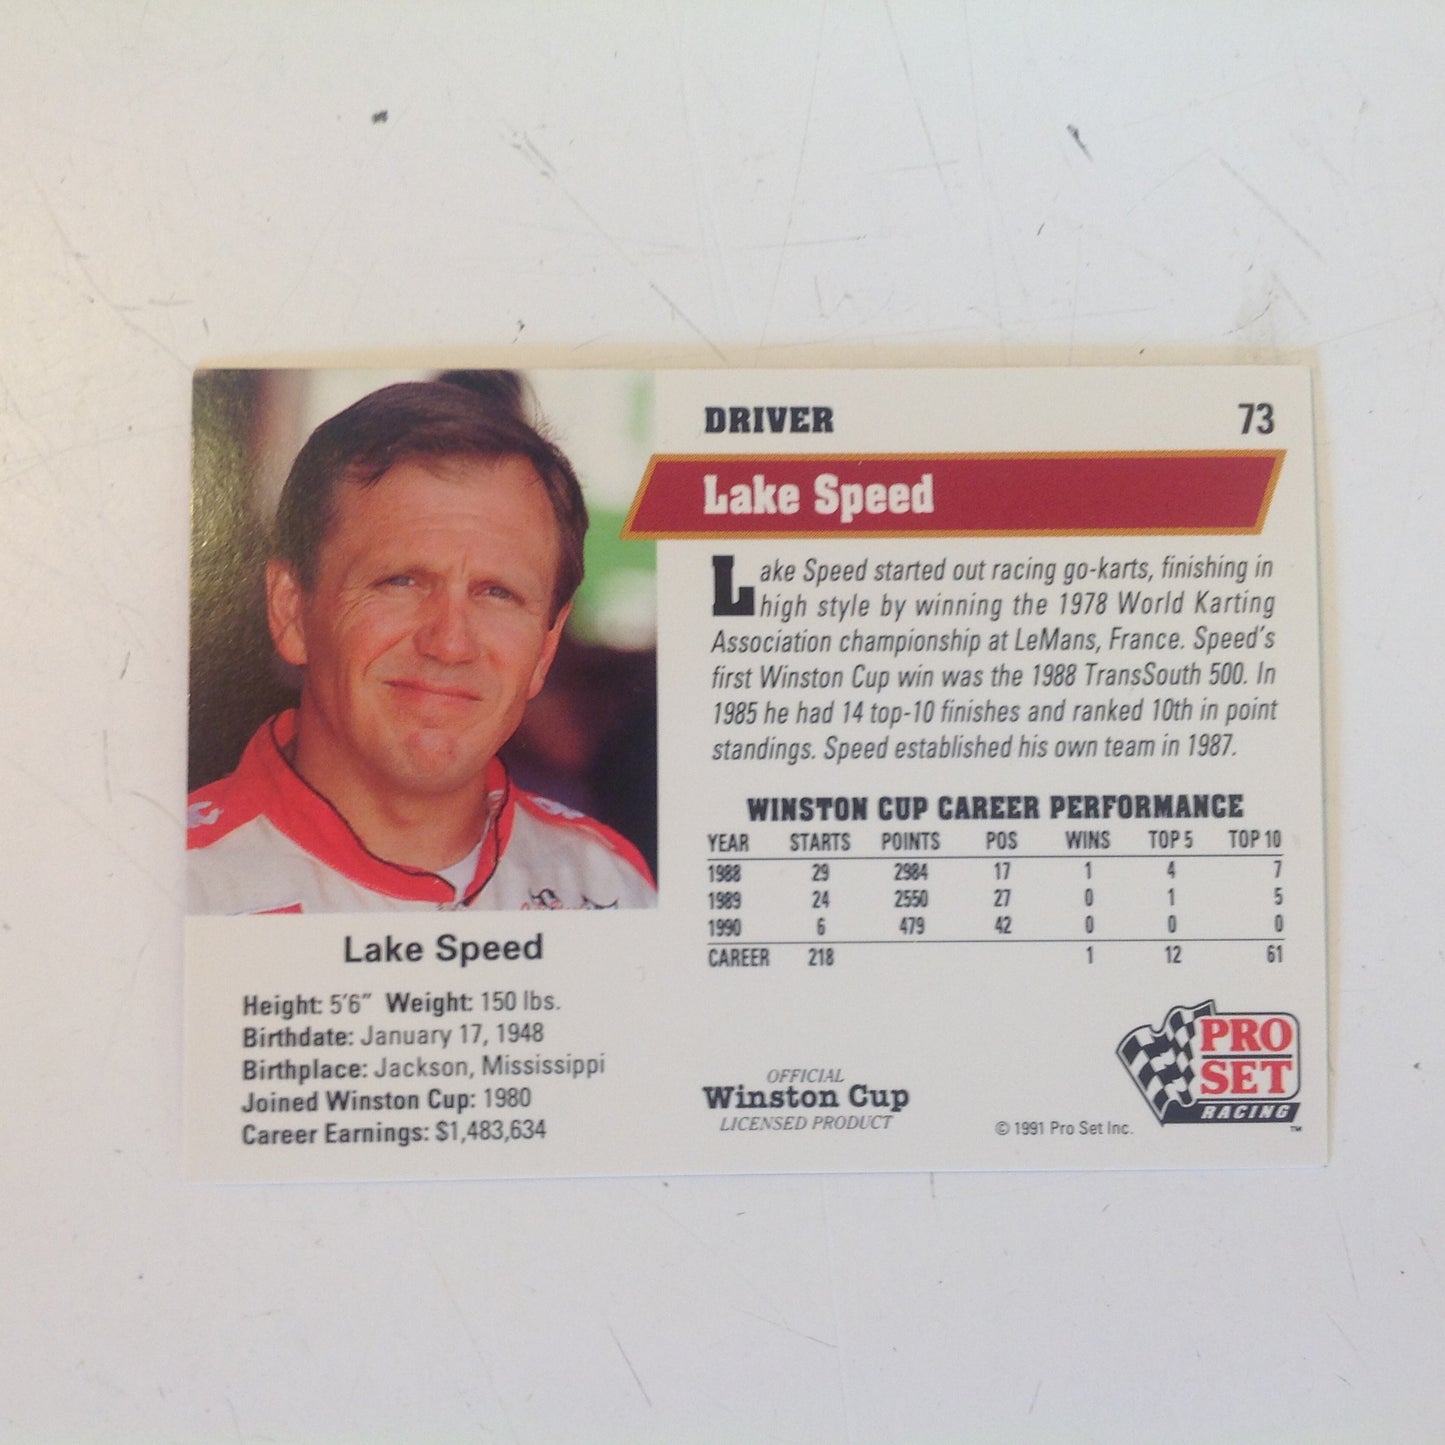 DRIVER 73
Lake Speed
Lake Speed started out racing go-karts, finishing in
high style by winning the 1978 World Karting
Association championship at LeMans, France. Speed's
first Winston Cup win was the 1988 TransSouth 500. In
1985 he had 14 top-10 finishes and ranked 10th in point
standings. Speed established his own team in 1987.
WINSTON CUP CAREER PERFORMANCE
YEAR STARTS POINTS POS WINS TOP 5 TOP 10
1988 29 2984 17 1 4 7
1989 24 2550 27 0 1 5
1990 6 479 42 0 0 0
CAREER 218 1 12 61
Lake Speed
Height: 5'6" Weight: 150 lbs.
Birthdate: January 17, 1948
Birthplace: Jackson, Mississippi
Joined Winston Cup: 1980
Career Earnings: $1,483,634
OFFICIAL
Winston Cup
LICENSED PRODUCT
© 1991 Pro Set Inc.
PRO
SET
RACING
TM